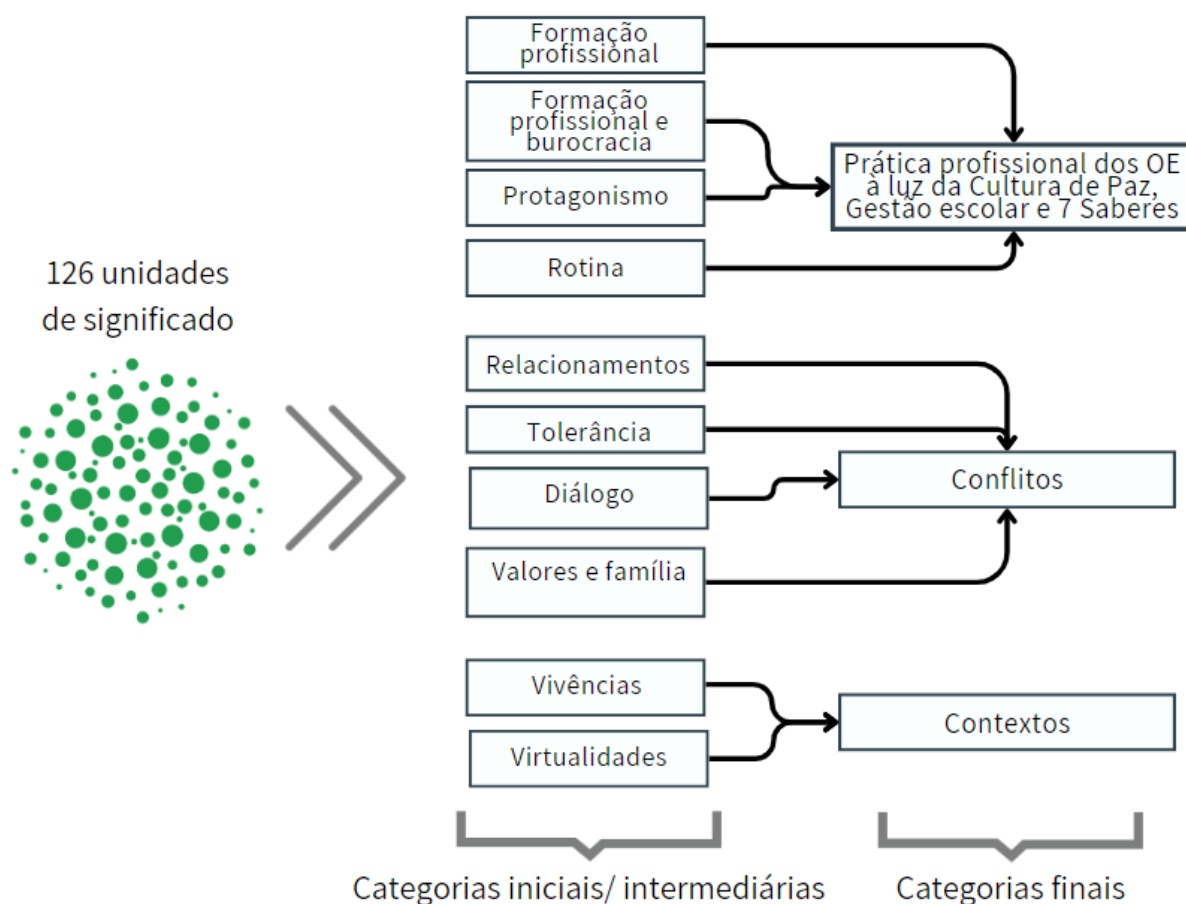 126 unidades
de significado
Formação
profissional
Formação
profissional e
burocracia
Protagonismo
Rotina
Prática profissional dos OE
à luz da Cultura de Paz,
Gestão escolar e 7 Saberes
Relacionamentos
Tolerância
Diálogo
Valores e família
Conflitos
Vivências
Virtualidades
Contextos
Categorias iniciais/ intermediárias
Categorias finais